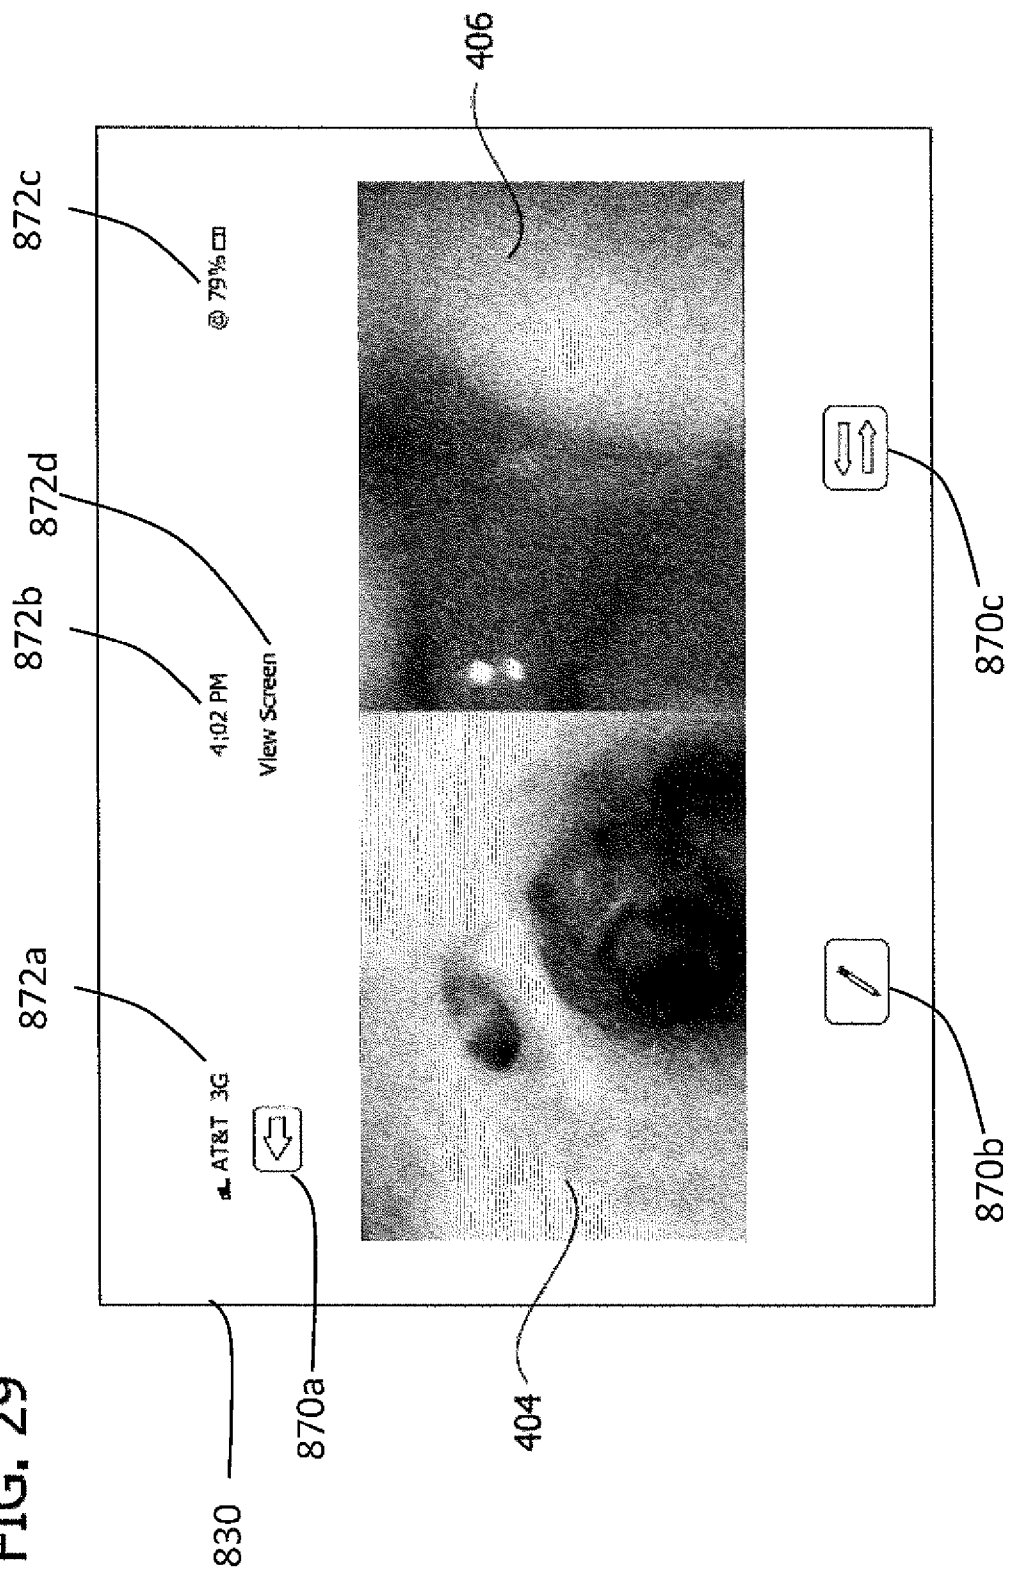 FIG. 29
872a
872b
872d
872c
AT&T 3G
4:02 PM
@ 79%
View Screen
830
870a
404
406
870b
870c